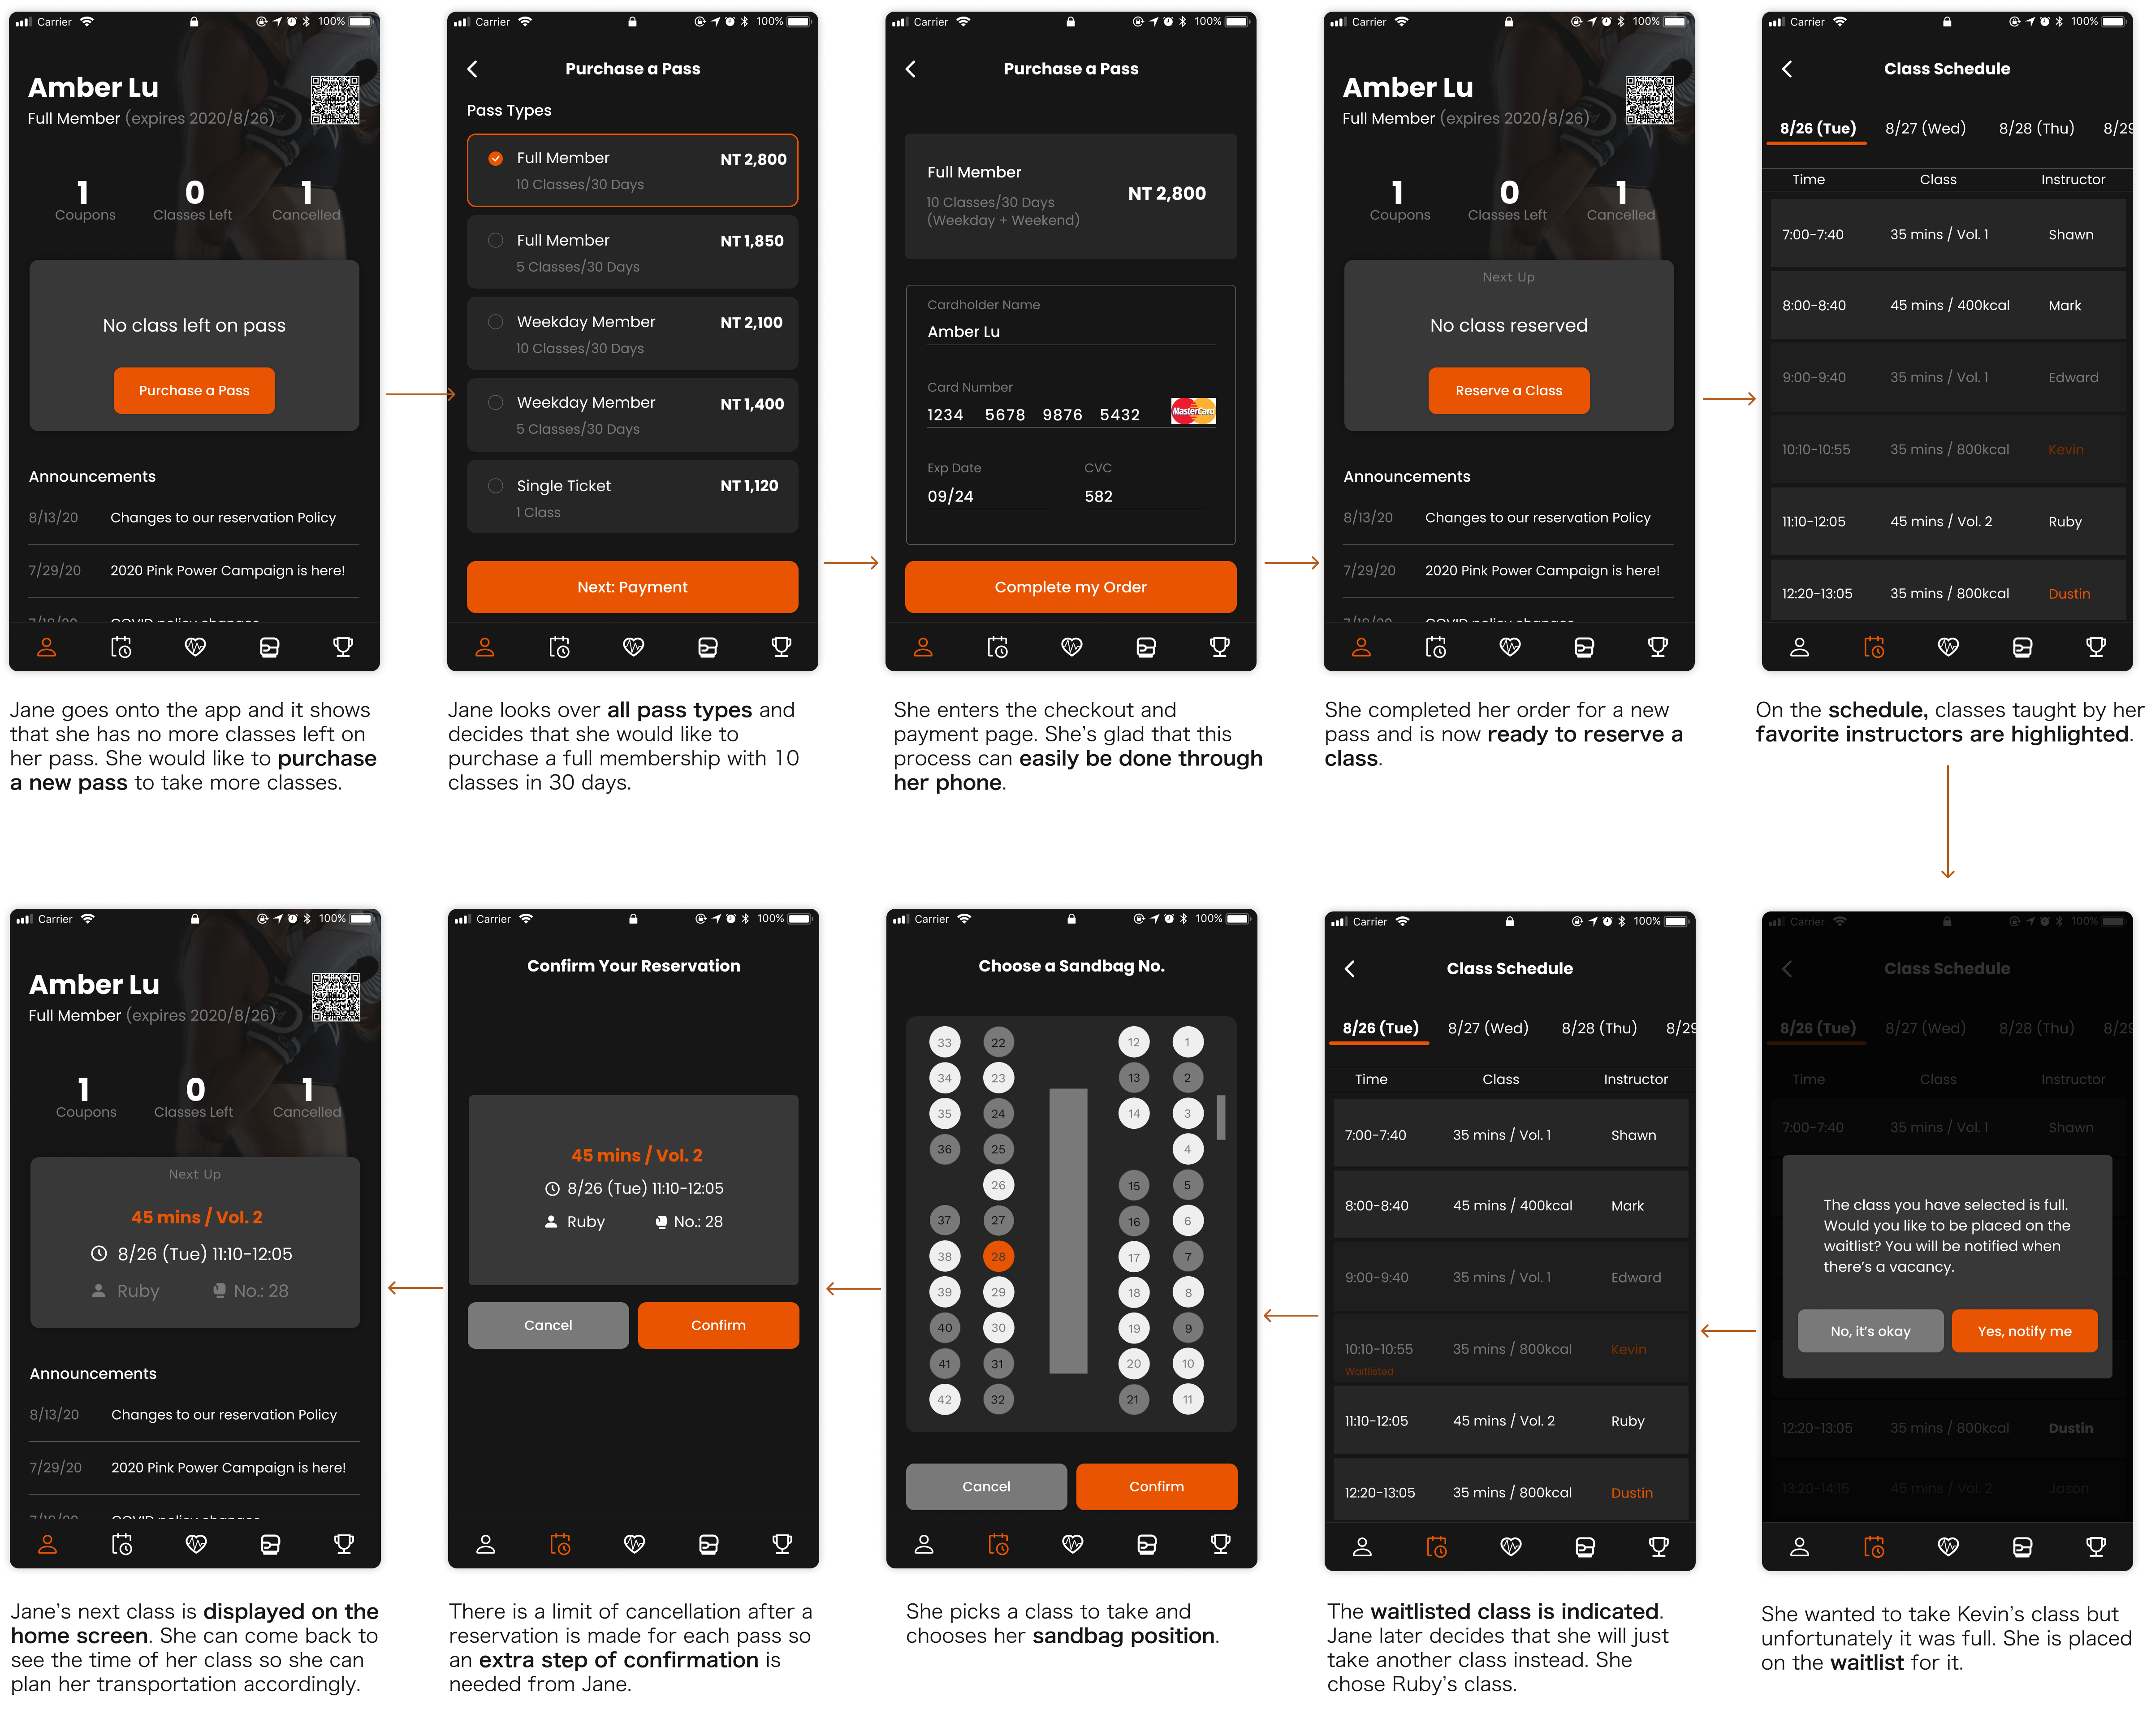 Carrier
100%
Amber Lu
Full Member (expires 2020/8/26)
1
0
1
Coupons
Classes Left
Cancelled
No class left on pass
Purchase a Pass
Announcements
8/13/20 Changes to our reservation Policy
7/29/20 2020 Pink Power Campaign is here!
7/18/20 COVID policy changes
Jane goes onto the app and it shows
that she has no more classes left on
her pass. She would like to purchase
a new pass to take more classes.
Carrier
100%
Purchase a Pass
Pass Types
Full Member NT 2,800
10 Classes/30 Days
Full Member NT 1,850
5 Classes/30 Days
Weekday Member NT 2,100
10 Classes/30 Days
Weekday Member NT 1,400
5 Classes/30 Days
Single Ticket NT 1,120
1 Class
Next: Payment
Jane looks over all pass types and
decides that she would like to
purchase a full membership with 10
classes in 30 days.
Carrier
100%
Purchase a Pass
Full Member
10 Classes/30 Days
(Weekday + Weekend)
NT 2,800
Cardholder Name
Amber Lu
Card Number
1234 5678 9876 5432
MasterCard
Exp Date CVC
09/24 582
Complete my Order
She enters the checkout and
payment page. She's glad that this
process can easily be done through
her phone.
Carrier
100%
Amber Lu
Full Member (expires 2020/8/26)
1
0
1
Coupons
Classes Left
Cancelled
Next Up
No class reserved
Reserve a Class
Announcements
8/13/20 Changes to our reservation Policy
7/29/20 2020 Pink Power Campaign is here!
7/18/20 COVID policy changes
She completed her order for a new
pass and is now ready to reserve a
class.
Carrier
100%
Class Schedule
8/26 (Tue) 8/27 (Wed) 8/28 (Thu) 8/29
Time Class Instructor
7:00-7:40 35 mins / Vol. 1 Shawn
8:00-8:40 45 mins / 400kcal Mark
9:00-9:40 35 mins / Vol. 1 Edward
10:10-10:55 35 mins / 800kcal Kevin
11:10-12:05 45 mins / Vol. 2 Ruby
12:20-13:05 35 mins / 800kcal Dustin
On the schedule, classes taught by her
favorite instructors are highlighted.
Carrier
100%
Amber Lu
Full Member (expires 2020/8/26)
1
0
1
Coupons
Classes Left
Cancelled
Next Up
45 mins / Vol. 2
8/26 (Tue) 11:10-12:05
Ruby No.: 28
Announcements
8/13/20 Changes to our reservation Policy
7/29/20 2020 Pink Power Campaign is here!
7/18/20 COVID policy changes
Jane's next class is displayed on the
home screen. She can come back to
see the time of her class so she can
plan her transportation accordingly.
Carrier
100%
Confirm Your Reservation
45 mins / Vol. 2
8/26 (Tue) 11:10-12:05
Ruby No.: 28
Cancel Confirm
There is a limit of cancellation after a
reservation is made for each pass so
an extra step of confirmation is
needed from Jane.
Carrier
100%
Choose a Sandbag No.
33 22 12 1
34 23 13 2
35 24 14 3
36 25 4
26 15 5
37 27 16 6
38 28 17 7
39 29 18 8
40 30 19 9
41 31 20 10
42 32 21 11
Cancel Confirm
She picks a class to take and
chooses her sandbag position.
Carrier
100%
Class Schedule
8/26 (Tue) 8/27 (Wed) 8/28 (Thu) 8/29
Time Class Instructor
7:00-7:40 35 mins / Vol. 1 Shawn
8:00-8:40 45 mins / 400kcal Mark
9:00-9:40 35 mins / Vol. 1 Edward
10:10-10:55 35 mins / 800kcal Kevin
Waitlisted
11:10-12:05 45 mins / Vol. 2 Ruby
12:20-13:05 35 mins / 800kcal Dustin
The waitlisted class is indicated.
Jane later decides that she will just
take another class instead. She
chose Ruby's class.
Carrier
100%
Class Schedule
8/26 (Tue) 8/27 (Wed) 8/28 (Thu) 8/29
Time Class Instructor
7:00-7:40 35 mins / Vol. 1 Shawn
The class you have selected is full.
Would you like to be placed on the
waitlist? You will be notified when
there's a vacancy.
No, it's okay Yes, notify me
12:20-13:05 35 mins / 800kcal Dustin
13:20-14:15 45 mins / Vol. 2 Jason
She wanted to take Kevin's class but
unfortunately it was full. She is placed
on the waitlist for it.